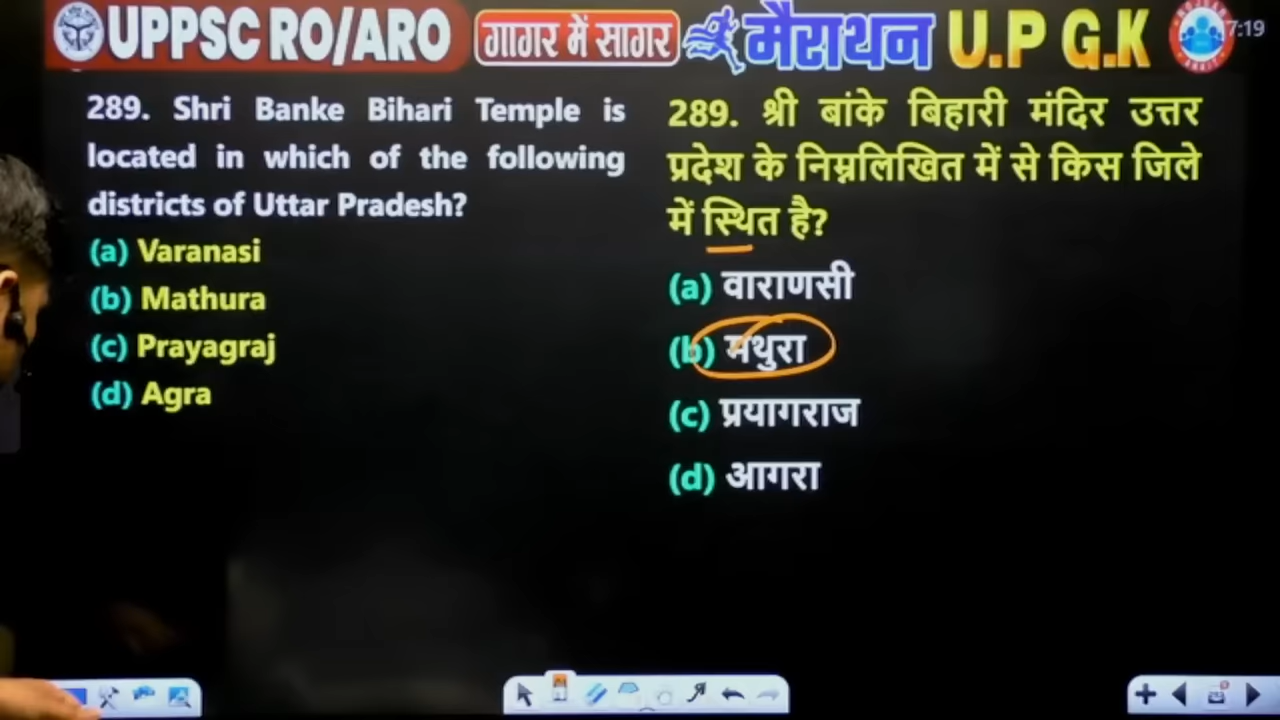 UPPSC RO/ARO गागर में सागर मैराथन U.P G.K 7:19
289. Shri Banke Bihari Temple is
located in which of the following
districts of Uttar Pradesh?
(a) Varanasi
(b) Mathura
(c) Prayagraj
(d) Agra
289. श्री बांके बिहारी मंदिर उत्तर
प्रदेश के निम्नलिखित में से किस जिले
में स्थित है?
(a) वाराणसी
(b) मथुरा
(c) प्रयागराज
(d) आगरा